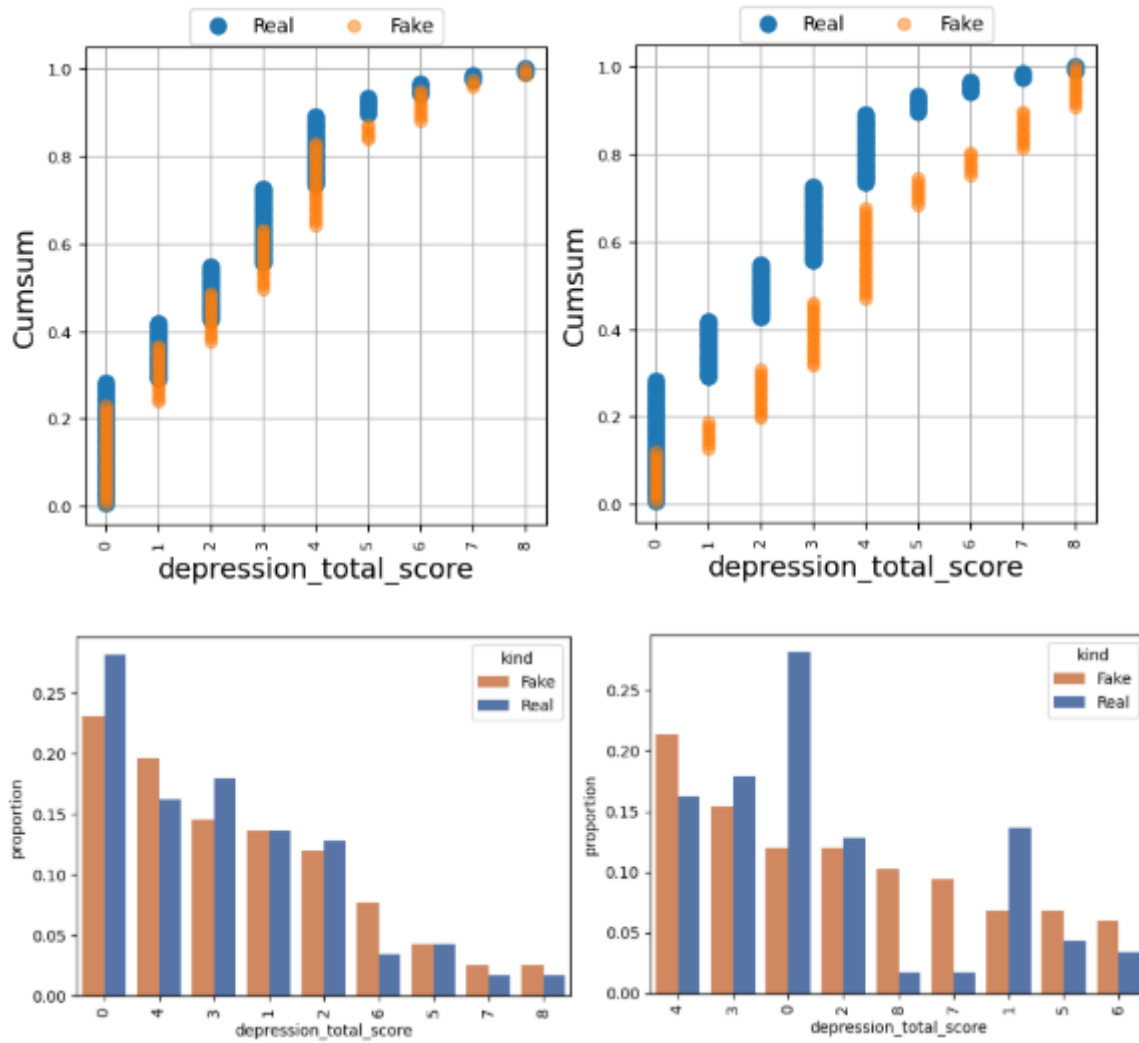 Real Fake
1.0
0.8
0.6
0.4
0.2
0.0
Cumsum
0 1 2 3 4 5 6 7 8
depression_total_score
Real Fake
1.0
0.8
0.6
0.4
0.2
0.0
Cumsum
0 1 2 3 4 5 6 7 8
depression_total_score
kind
Fake
Real
0.25
0.20
0.15
0.10
0.05
0.00
proportion
0 4 3 1 2 6 5 7 8
depression_total_score
kind
Fake
Real
0.25
0.20
0.15
0.10
0.05
0.00
proportion
4 3 0 2 8 7 1 5 6
depression_total_score